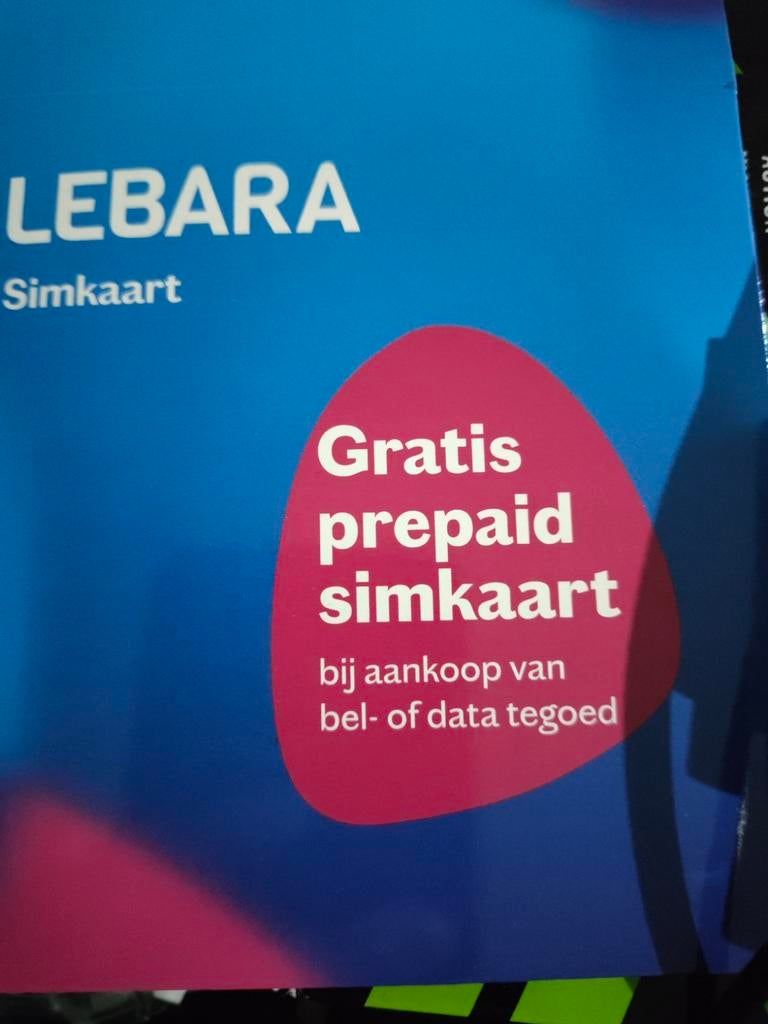 LEBARA
Simkaart
Gratis
prepaid
simkaart
bij aankoop van
bel- of data tegoed